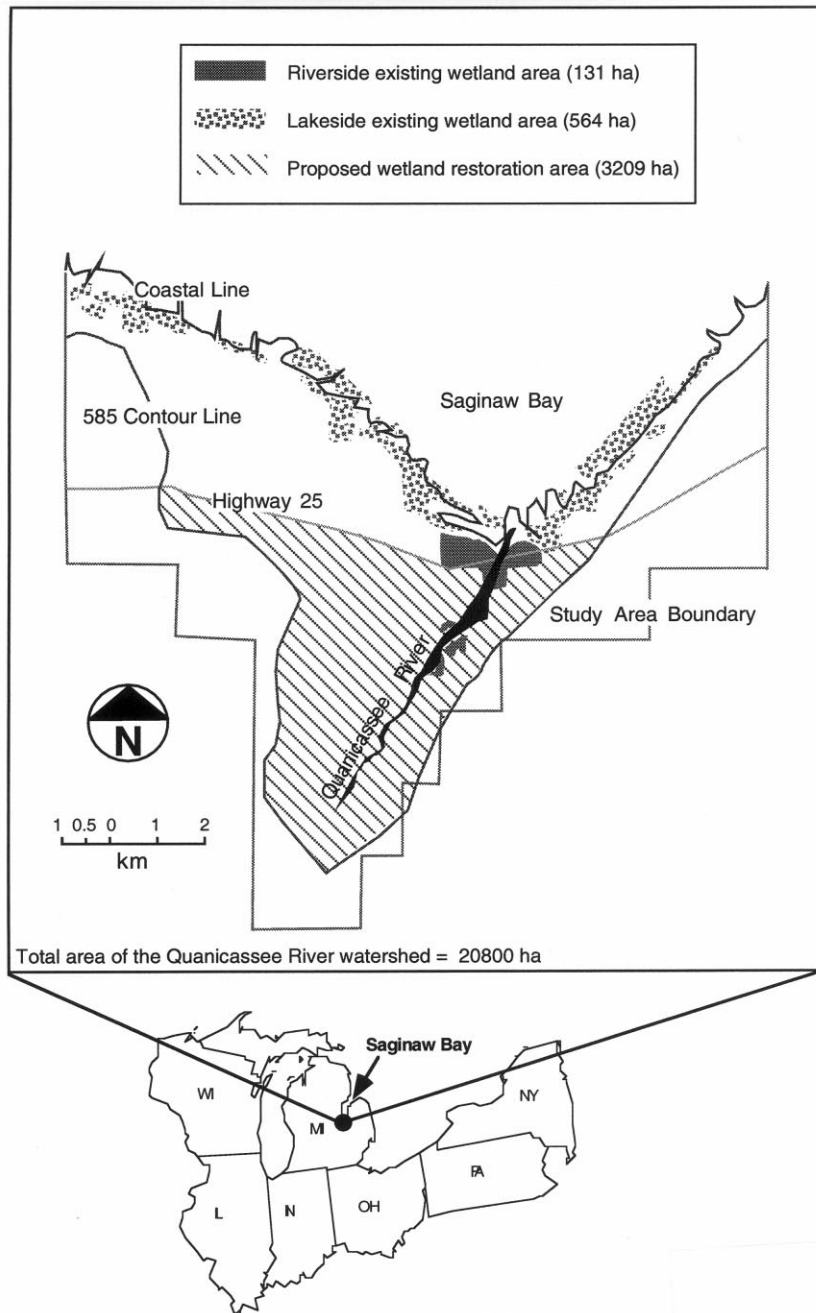 Riverside existing wetland area (131 ha)
Lakeside existing wetland area (564 ha)
Proposed wetland restoration area (3209 ha)
Coastal Line
Saginaw Bay
585 Contour Line
Highway 25
Study Area Boundary
Quanicassee River
N
1 0.5 0 1 2
km
Total area of the Quanicassee River watershed = 20800 ha
Saginaw Bay
WI
MI
NY
PA
IL
IN
OH